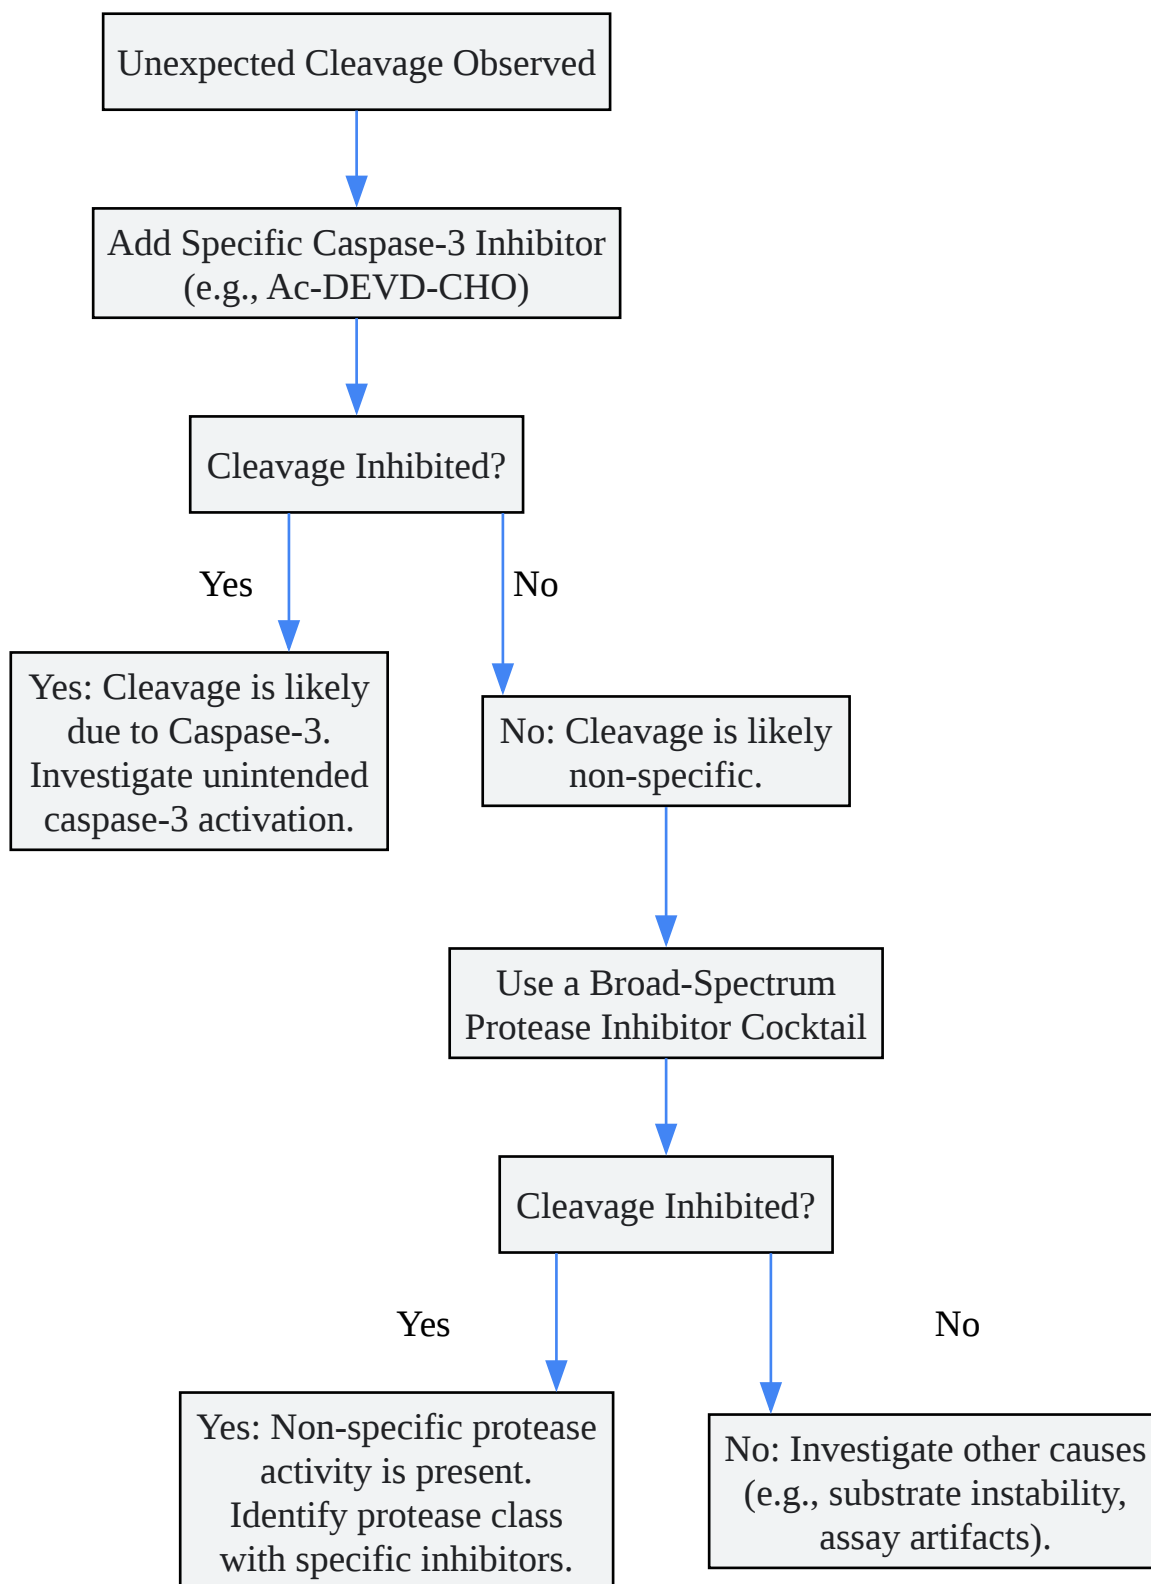 Unexpected Cleavage Observed
Add Specific Caspase-3 Inhibitor
(e.g., Ac-DEVD-CHO)
Cleavage Inhibited?
Yes
No
Yes: Cleavage is likely
due to Caspase-3.
Investigate unintended
caspase-3 activation.
No: Cleavage is likely
non-specific.
Use a Broad-Spectrum
Protease Inhibitor Cocktail
Cleavage Inhibited?
Yes
No
Yes: Non-specific protease
activity is present.
Identify protease class
with specific inhibitors.
No: Investigate other causes
(e.g., substrate instability,
assay artifacts).